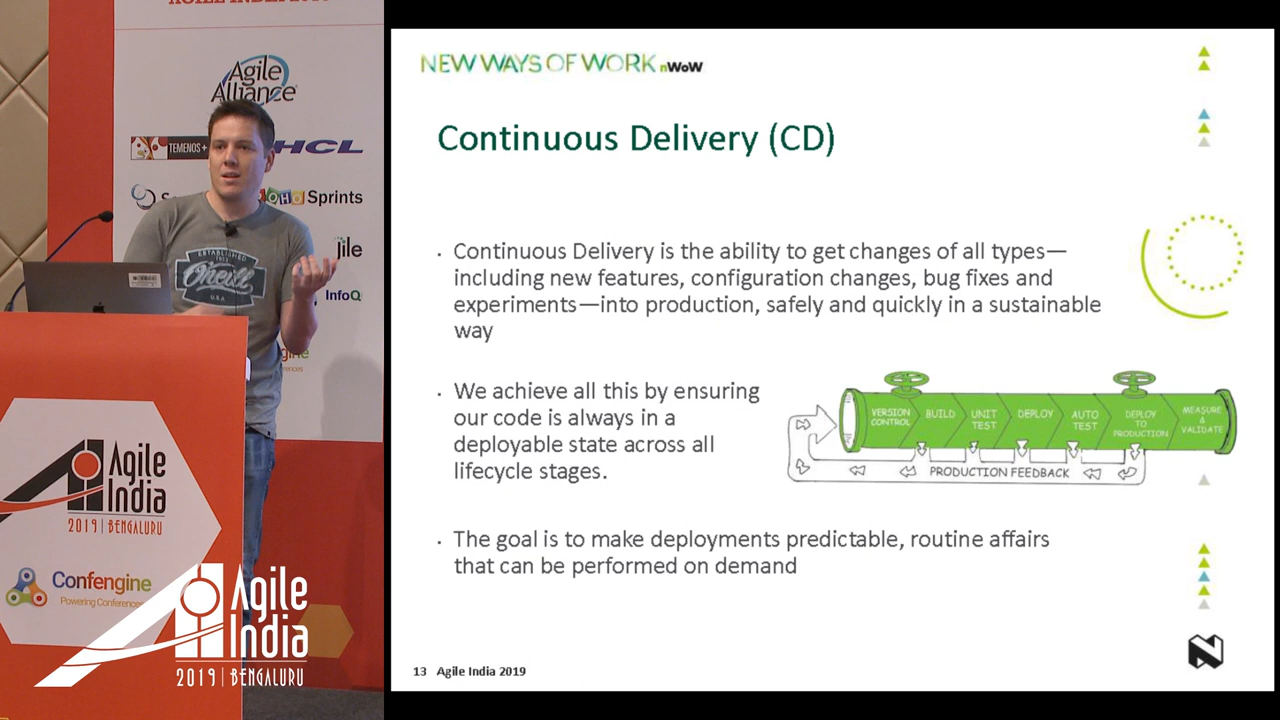 Agile
Alliance
TEMENOS +
HCL
Sprints
InfoQ
ESTABLISHED
1952
O'neill
U.S.A
Agile
India
2019 | BENGALURU
Confengine
Powering Conferences
Agile
India
2019 | BENGALURU
NEW WAYS OF WORK nWoW
Continuous Delivery (CD)
• Continuous Delivery is the ability to get changes of all types—
including new features, configuration changes, bug fixes and
experiments—into production, safely and quickly in a sustainable
way
• We achieve all this by ensuring
our code is always in a
deployable state across all
lifecycle stages.
VERSION
CONTROL
BUILD
UNIT
TEST
DEPLOY
AUTO
TEST
DEPLOY
TO
PRODUCTION
MEASURE
&
VALIDATE
PRODUCTION FEEDBACK
• The goal is to make deployments predictable, routine affairs
that can be performed on demand
13 Agile India 2019